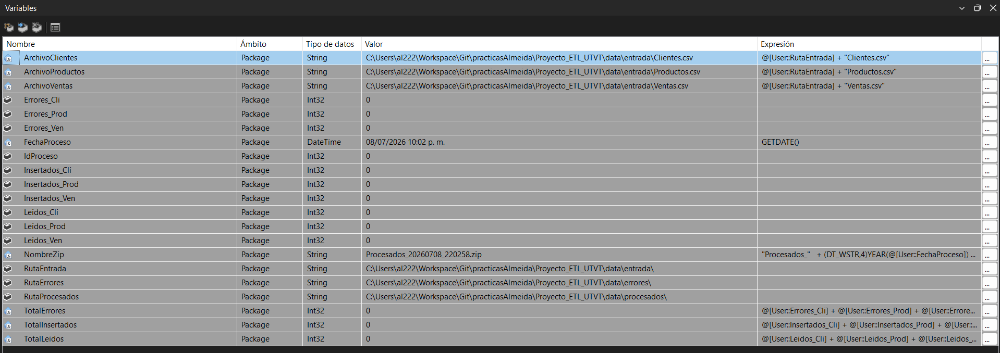 Variables
Nombre Ámbito Tipo de datos Valor Expresión
ArchivoClientes Package String C:\Users\al222\Workspace\Git\practicasAlmeida\Proyecto_ETL_UTVT\data\entrada\Clientes.csv @[User::RutaEntrada] + "Clientes.csv" ...
ArchivoProductos Package String C:\Users\al222\Workspace\Git\practicasAlmeida\Proyecto_ETL_UTVT\data\entrada\Productos.csv @[User::RutaEntrada] + "Productos.csv" ...
ArchivoVentas Package String C:\Users\al222\Workspace\Git\practicasAlmeida\Proyecto_ETL_UTVT\data\entrada\Ventas.csv @[User::RutaEntrada] + "Ventas.csv" ...
Errores_Cli Package Int32 0 ...
Errores_Prod Package Int32 0 ...
Errores_Ven Package Int32 0 ...
FechaProceso Package DateTime 08/07/2026 10:02 p. m. GETDATE() ...
IdProceso Package Int32 0 ...
Insertados_Cli Package Int32 0 ...
Insertados_Prod Package Int32 0 ...
Insertados_Ven Package Int32 0 ...
Leidos_Cli Package Int32 0 ...
Leidos_Prod Package Int32 0 ...
Leidos_Ven Package Int32 0 ...
NombreZip Package String Procesados_20260708_220258.zip "Procesados_" + (DT_WSTR,4)YEAR(@[User::FechaProceso]) ... ...
RutaEntrada Package String C:\Users\al222\Workspace\Git\practicasAlmeida\Proyecto_ETL_UTVT\data\entrada\ ...
RutaErrores Package String C:\Users\al222\Workspace\Git\practicasAlmeida\Proyecto_ETL_UTVT\data\errores\ ...
RutaProcesados Package String C:\Users\al222\Workspace\Git\practicasAlmeida\Proyecto_ETL_UTVT\data\procesados\ ...
TotalErrores Package Int32 0 @[User::Errores_Cli] + @[User::Errores_Prod] + @[User::Errore... ...
TotalInsertados Package Int32 0 @[User::Insertados_Cli] + @[User::Insertados_Prod] + @[User::... ...
TotalLeidos Package Int32 0 @[User::Leidos_Cli] + @[User::Leidos_Prod] + @[User::Leidos_... ...